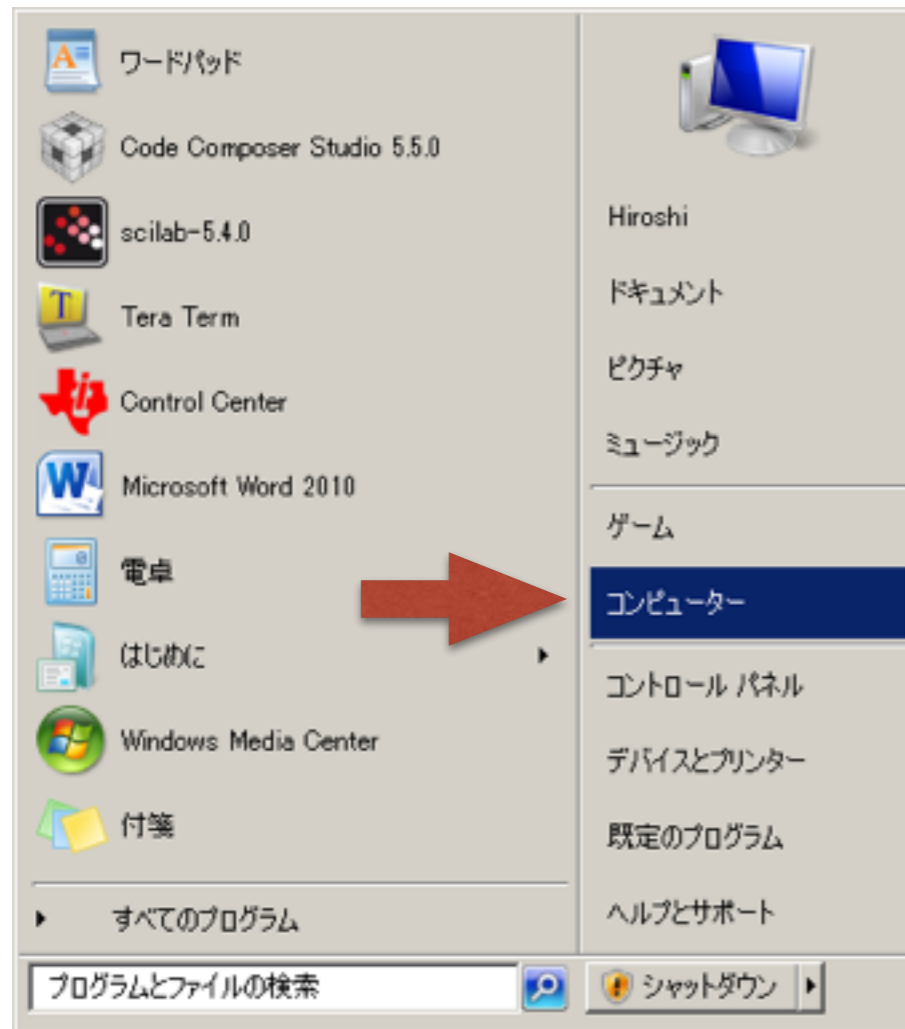 ワードパッド
Code Composer Studio 5.5.0
scilab-5.4.0
Tera Term
Control Center
Microsoft Word 2010
電卓
はじめに
Windows Media Center
付箋
すべてのプログラム
プログラムとファイルの検索
Hiroshi
ドキュメント
ピクチャ
ミュージック
ゲーム
コンピューター
コントロール パネル
デバイスとプリンター
既定のプログラム
ヘルプとサポート
シャットダウン